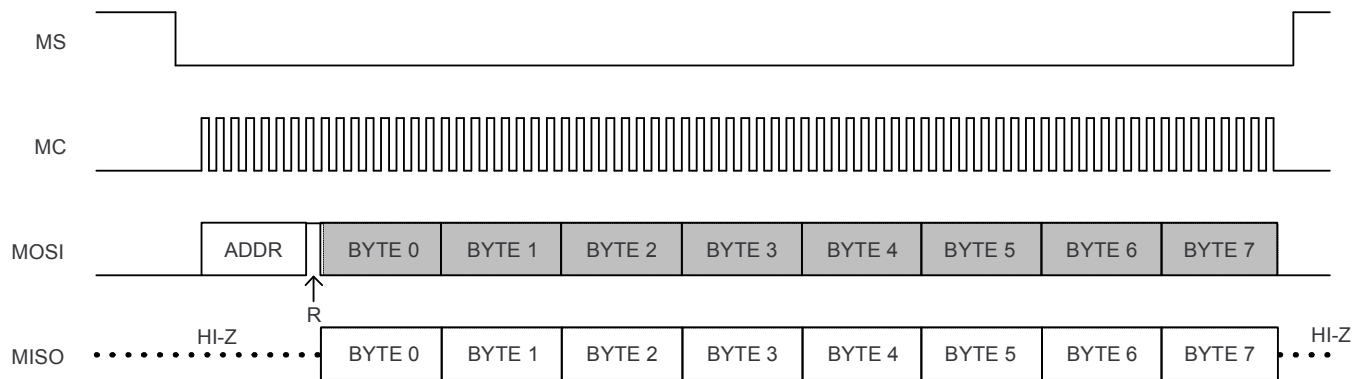 MS
MC
MOSI ADDR BYTE 0 BYTE 1 BYTE 2 BYTE 3 BYTE 4 BYTE 5 BYTE 6 BYTE 7
R
HI-Z HI-Z
MISO BYTE 0 BYTE 1 BYTE 2 BYTE 3 BYTE 4 BYTE 5 BYTE 6 BYTE 7